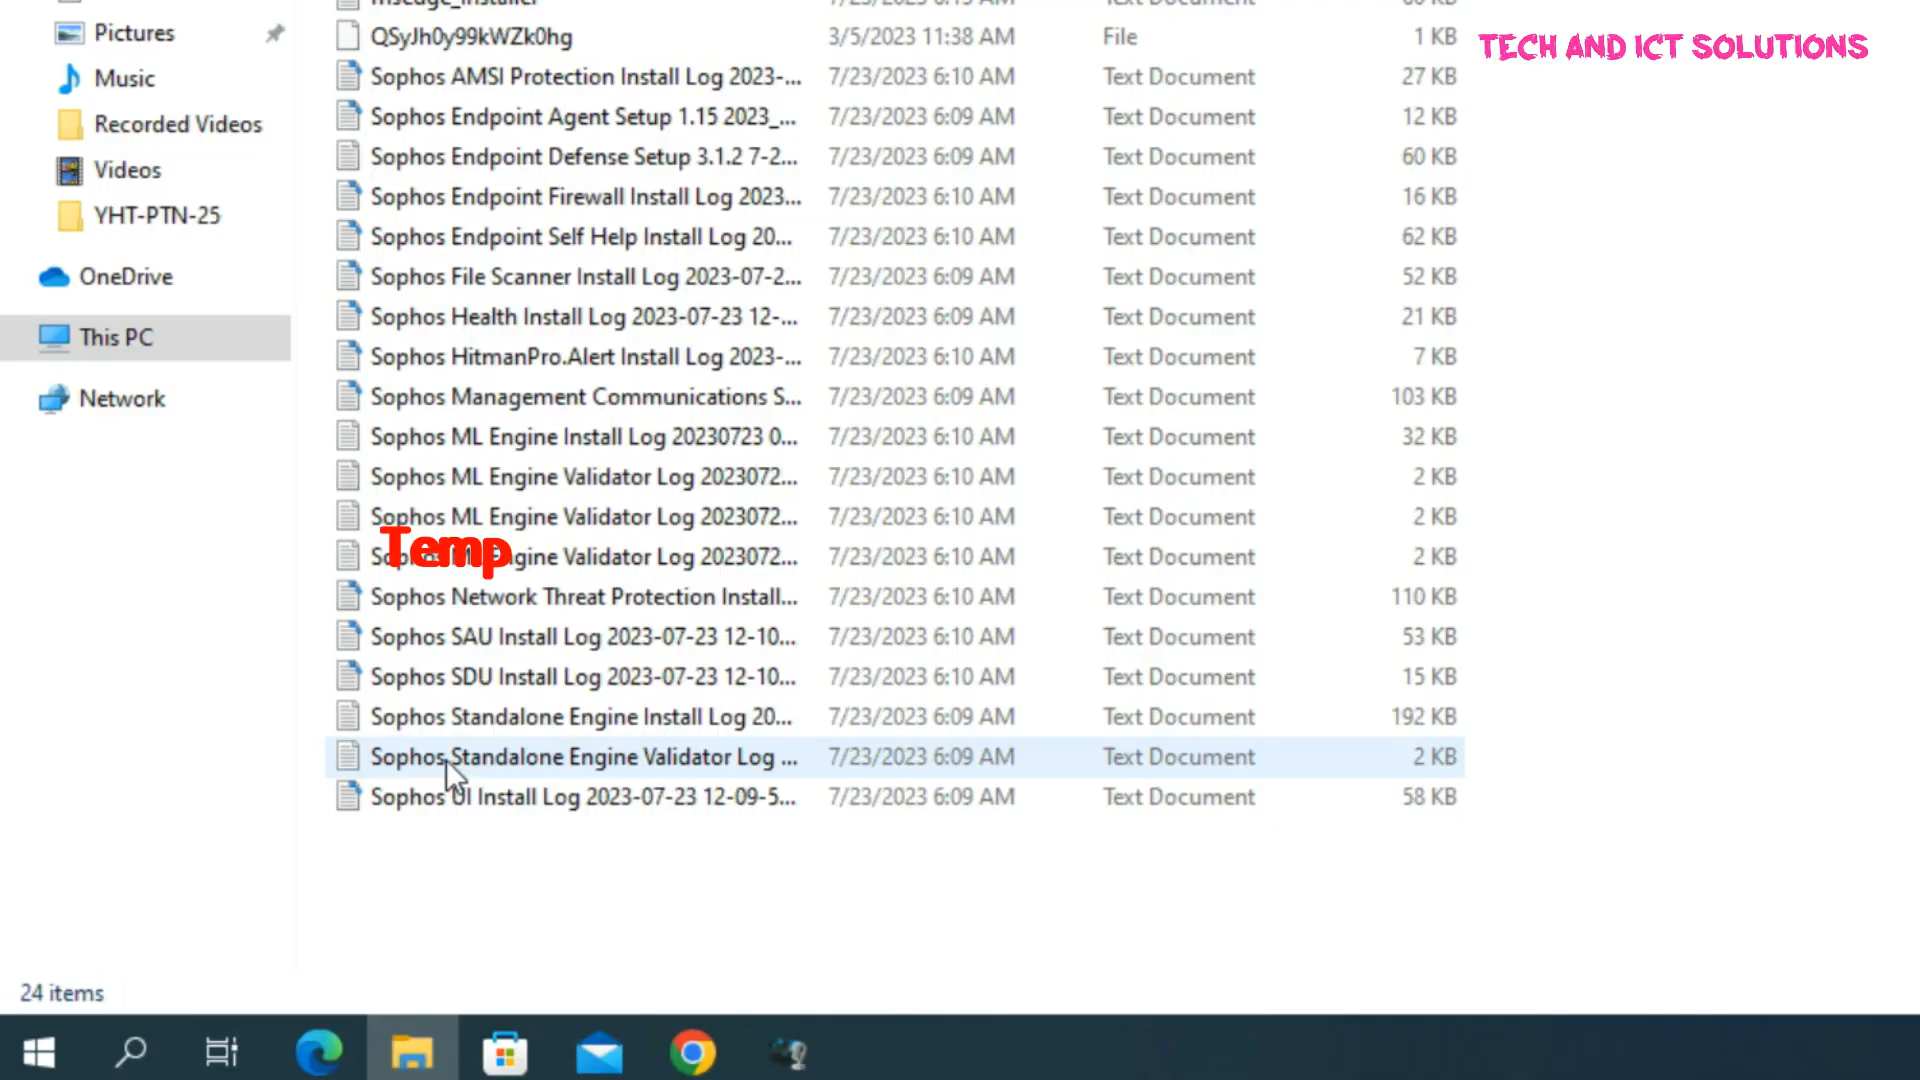 Pictures
Music
Recorded Videos
Videos
YHT-PTN-25
OneDrive
This PC
Network
msedge_installer 7/23/2023 6:15 AM Text Document
QSyJh0y99kWZk0hg 3/5/2023 11:38 AM File 1 KB
Sophos AMSI Protection Install Log 2023-... 7/23/2023 6:10 AM Text Document 27 KB
Sophos Endpoint Agent Setup 1.15 2023_... 7/23/2023 6:09 AM Text Document 12 KB
Sophos Endpoint Defense Setup 3.1.2 7-2... 7/23/2023 6:09 AM Text Document 60 KB
Sophos Endpoint Firewall Install Log 2023... 7/23/2023 6:10 AM Text Document 16 KB
Sophos Endpoint Self Help Install Log 20... 7/23/2023 6:10 AM Text Document 62 KB
Sophos File Scanner Install Log 2023-07-2... 7/23/2023 6:09 AM Text Document 52 KB
Sophos Health Install Log 2023-07-23 12-... 7/23/2023 6:09 AM Text Document 21 KB
Sophos HitmanPro.Alert Install Log 2023-... 7/23/2023 6:10 AM Text Document 7 KB
Sophos Management Communications S... 7/23/2023 6:09 AM Text Document 103 KB
Sophos ML Engine Install Log 20230723 0... 7/23/2023 6:10 AM Text Document 32 KB
Sophos ML Engine Validator Log 2023072... 7/23/2023 6:10 AM Text Document 2 KB
Sophos ML Engine Validator Log 2023072... 7/23/2023 6:10 AM Text Document 2 KB
Sophos ML Engine Validator Log 2023072... 7/23/2023 6:10 AM Text Document 2 KB
Temp
Sophos Network Threat Protection Install... 7/23/2023 6:10 AM Text Document 110 KB
Sophos SAU Install Log 2023-07-23 12-10... 7/23/2023 6:10 AM Text Document 53 KB
Sophos SDU Install Log 2023-07-23 12-10... 7/23/2023 6:10 AM Text Document 15 KB
Sophos Standalone Engine Install Log 20... 7/23/2023 6:09 AM Text Document 192 KB
Sophos Standalone Engine Validator Log ... 7/23/2023 6:09 AM Text Document 2 KB
Sophos UI Install Log 2023-07-23 12-09-5... 7/23/2023 6:09 AM Text Document 58 KB
24 items
TECH AND ICT SOLUTIONS